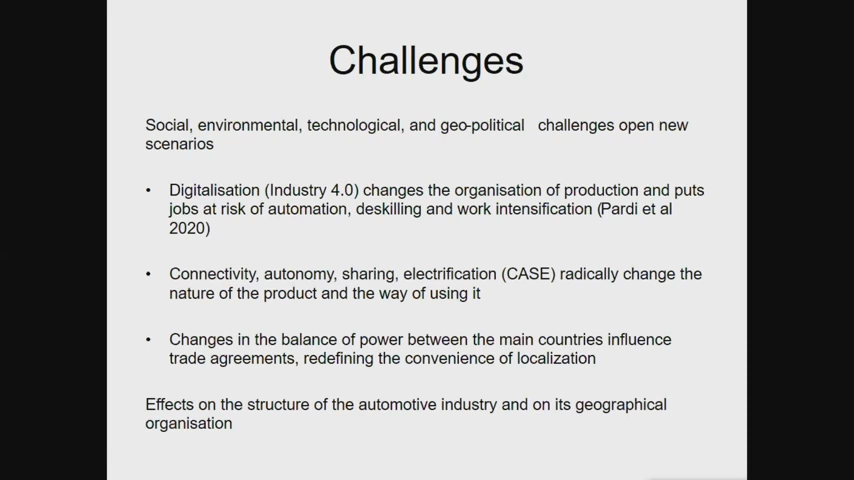 Challenges
Social, environmental, technological, and geo-political challenges open new
scenarios
• Digitalisation (Industry 4.0) changes the organisation of production and puts
jobs at risk of automation, deskilling and work intensification (Pardi et al
2020)
• Connectivity, autonomy, sharing, electrification (CASE) radically change the
nature of the product and the way of using it
• Changes in the balance of power between the main countries influence
trade agreements, redefining the convenience of localization
Effects on the structure of the automotive industry and on its geographical
organisation